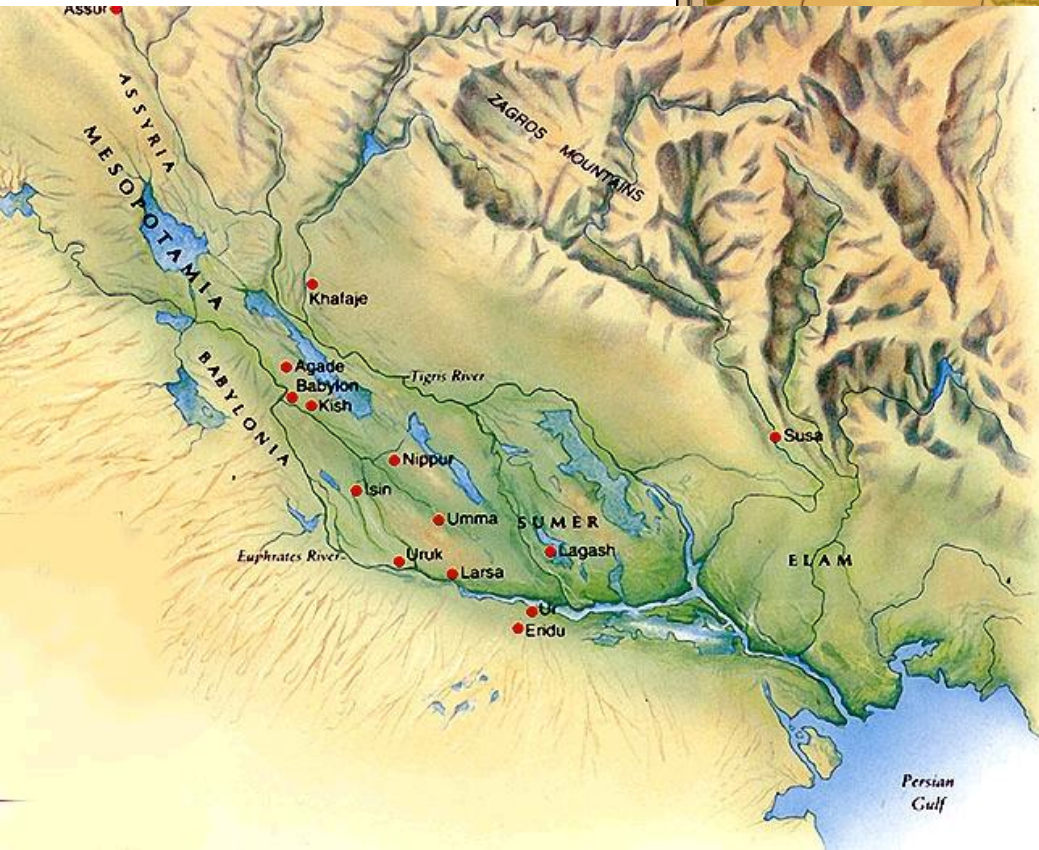 Assur
ASSYRIA
MESOPOTAMIA
ZAGROS MOUNTAINS
Khafaje
BABYLONIA
Agade
Babylon
Kish
Tigris River
Susa
Nippur
Isin
Umma
SUMER
Lagash
Euphrates River
Uruk
Larsa
ELAM
Ur
Eridu
Persian
Gulf